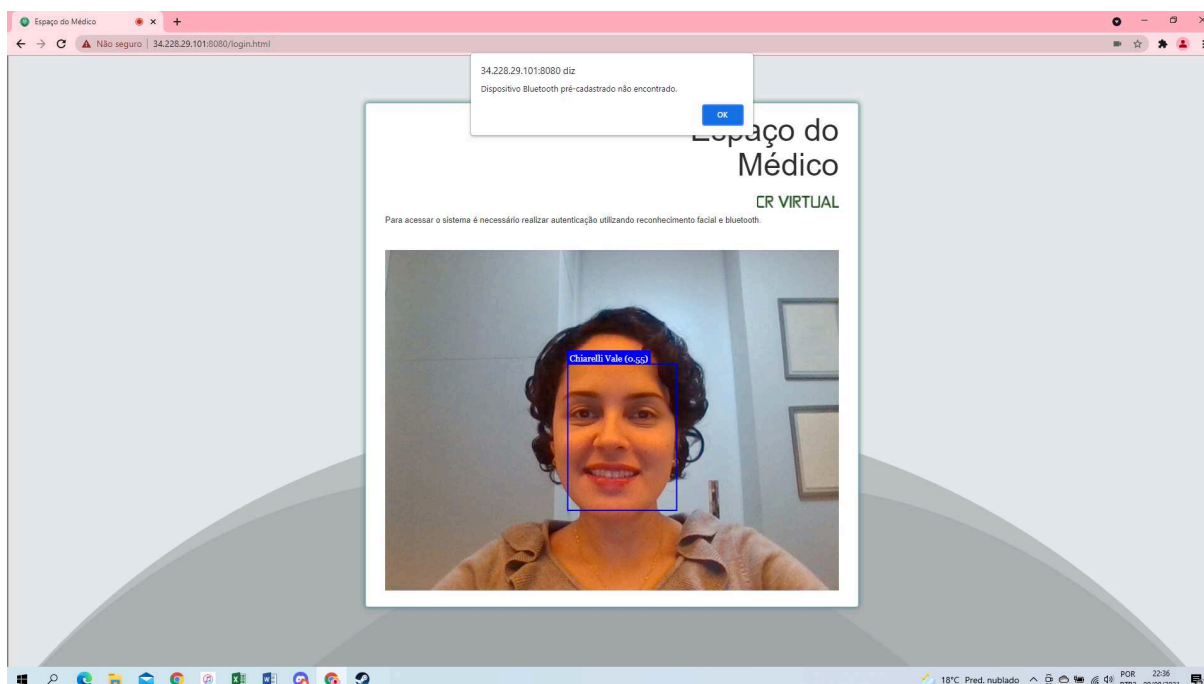 Espaço do Médico
Não seguro | 34.228.29.101:8080/login.html
34.228.29.101:8080 diz
Dispositivo Bluetooth pré-cadastrado não encontrado.
OK
Espaço do
Médico
CR VIRTUAL
Para acessar o sistema é necessário realizar autenticação utilizando reconhecimento facial e bluetooth.
Chiarelli Vale (0.55)
18°C Pred. nublado
POR
22:36